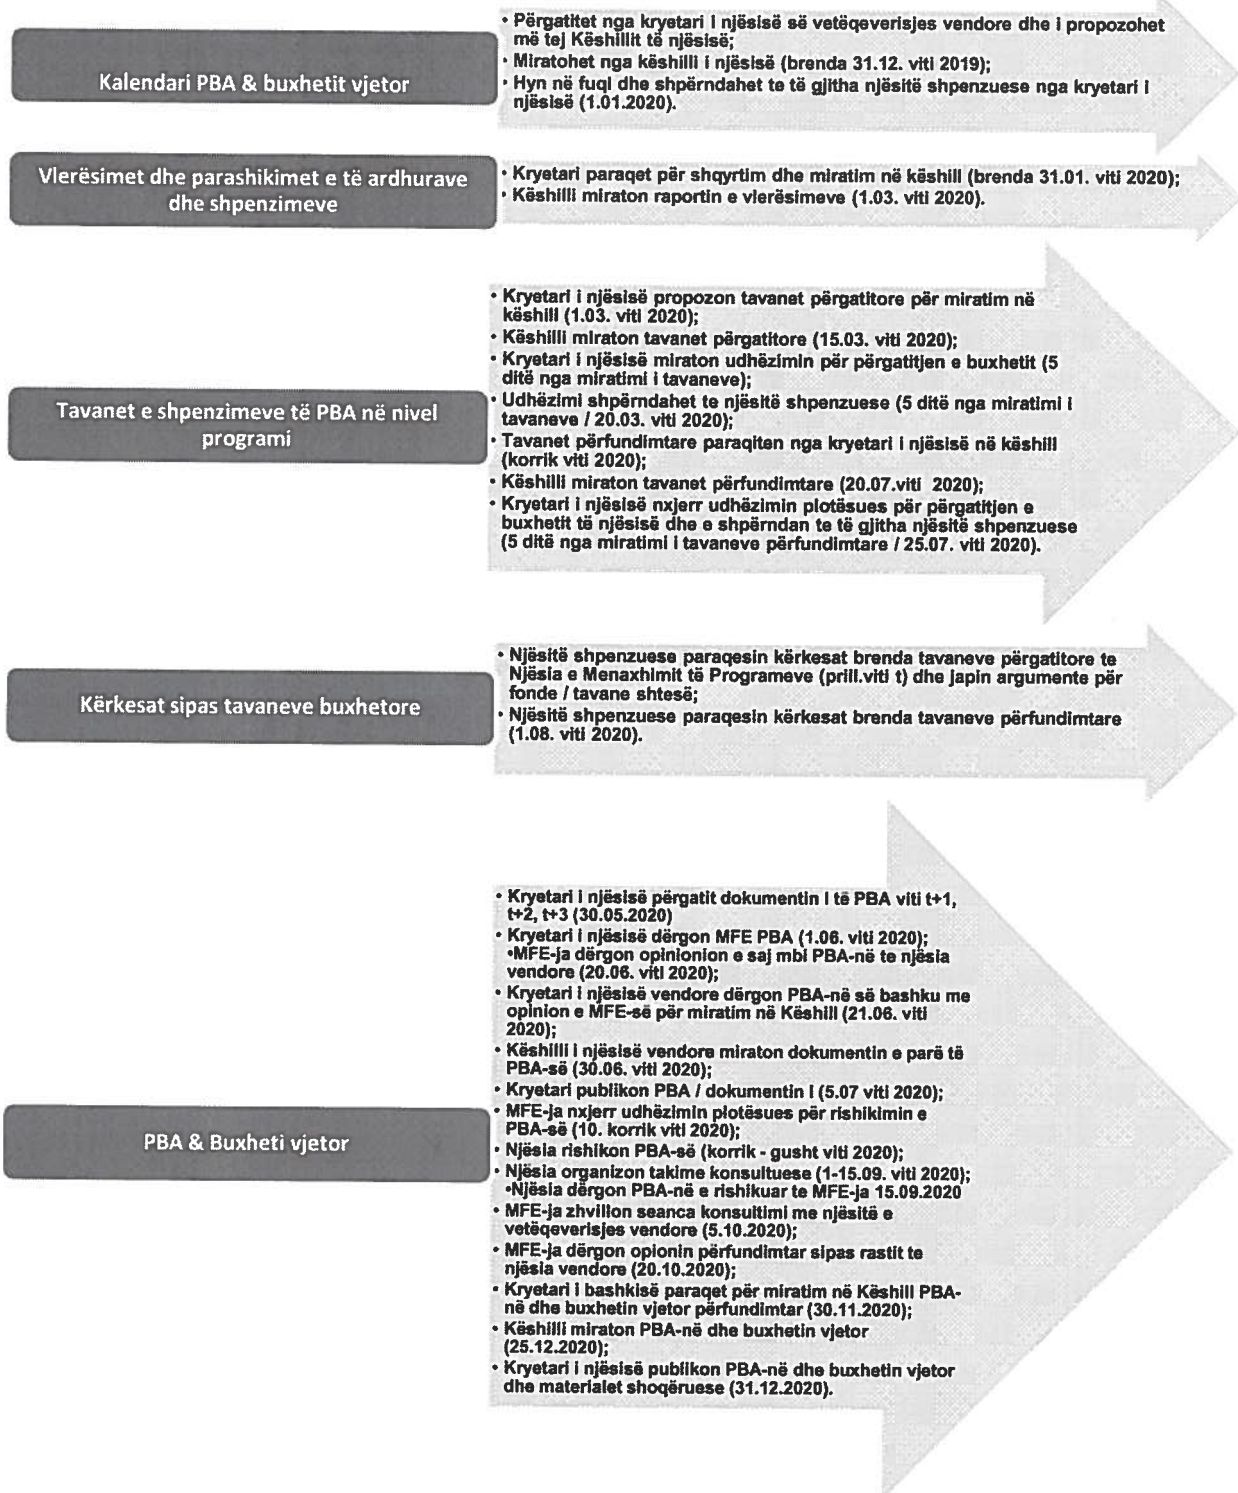 Kalendari PBA & buxhetit vjetor
• Përgatitet nga kryetari i njësisë së vetëqeverisjes vendore dhe i propozohet
më tej Këshillit të njësisë;
• Miratohet nga këshilli i njësisë (brenda 31.12. viti 2019);
• Hyn në fuqi dhe shpërndahet te të gjitha njësitë shpenzuese nga kryetari i
njësisë (1.01.2020).
Vlerësimet dhe parashikimet e të ardhurave
dhe shpenzimeve
• Kryetari paraqet për shqyrtim dhe miratim në këshill (brenda 31.01. viti 2020);
• Këshilli miraton raportin e vlerësimeve (1.03. viti 2020).
Tavanet e shpenzimeve të PBA në nivel
programi
• Kryetari i njësisë propozon tavanet përgatitore për miratim në
këshill (1.03. viti 2020);
• Këshilli miraton tavanet përgatitore (15.03. viti 2020);
• Kryetari i njësisë miraton udhëzimin për përgatitjen e buxhetit (5
ditë nga miratimi i tavaneve);
• Udhëzimi shpërndahet te njësitë shpenzuese (5 ditë nga miratimi i
tavaneve / 20.03. viti 2020);
• Tavanet përfundimtare paraqiten nga kryetari i njësisë në këshill
(korrik viti 2020);
• Këshilli miraton tavanet përfundimtare (20.07.viti 2020);
• Kryetari i njësisë nxjerr udhëzimin plotësues për përgatitjen e
buxhetit të njësisë dhe e shpërndan te të gjitha njësitë shpenzuese
(5 ditë nga miratimi i tavaneve përfundimtare / 25.07. viti 2020).
Kërkesat sipas tavaneve buxhetore
• Njësitë shpenzuese paraqesin kërkesat brenda tavaneve përgatitore te
Njësia e Menaxhimit të Programeve (prill.viti t) dhe japin argumente për
fonde / tavane shtesë;
• Njësitë shpenzuese paraqesin kërkesat brenda tavaneve përfundimtare
(1.08. viti 2020).
PBA & Buxheti vjetor
• Kryetari i njësisë përgatit dokumentin I të PBA viti t+1,
t+2, t+3 (30.05.2020)
• Kryetari i njësisë dërgon MFE PBA (1.06. viti 2020);
•MFE-ja dërgon opinionion e saj mbi PBA-në te njësia
vendore (20.06. viti 2020);
• Kryetari i njësisë vendore dërgon PBA-në së bashku me
opinion e MFE-së për miratim në Këshill (21.06. viti
2020);
• Këshilli i njësisë vendore miraton dokumentin e parë të
PBA-së (30.06. viti 2020);
• Kryetari publikon PBA / dokumentin I (5.07 viti 2020);
• MFE-ja nxjerr udhëzimin plotësues për rishikimin e
PBA-së (10. korrik viti 2020);
• Njësia rishikon PBA-së (korrik - gusht viti 2020);
• Njësia organizon takime konsultuese (1-15.09. viti 2020);
•Njësia dërgon PBA-në e rishikuar te MFE-ja 15.09.2020
• MFE-ja zhvillon seanca konsultimi me njësitë e
vetëqeverisjes vendore (5.10.2020);
• MFE-ja dërgon opionin përfundimtar sipas rastit te
njësia vendore (20.10.2020);
• Kryetari i bashkisë paraqet për miratim në Këshill PBA-
në dhe buxhetin vjetor përfundimtar (30.11.2020);
• Këshilli miraton PBA-në dhe buxhetin vjetor
(25.12.2020);
• Kryetari i njësisë publikon PBA-në dhe buxhetin vjetor
dhe materialet shoqëruese (31.12.2020).